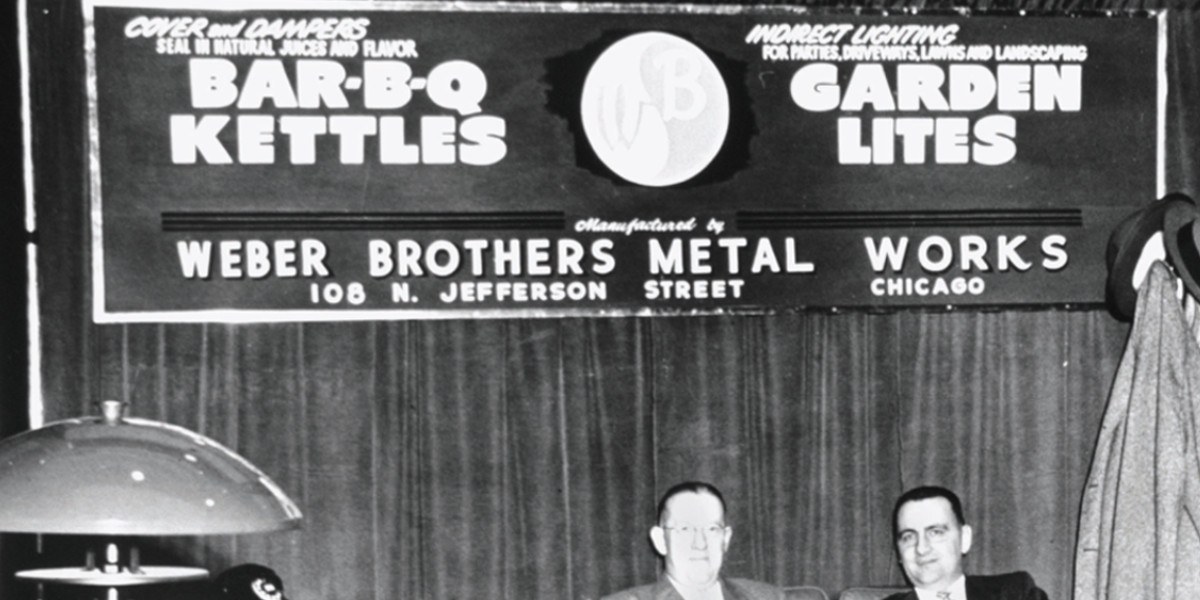 COVER and DAMPERS
SEAL IN NATURAL JUICES AND FLAVOR
BAR-B-Q
KETTLES
WB
INDIRECT LIGHTING
FOR PARTIES, DRIVEWAYS, LAWNS AND LANDSCAPING
GARDEN
LITES
Manufactured by
WEBER BROTHERS METAL WORKS
108 N. JEFFERSON STREET CHICAGO